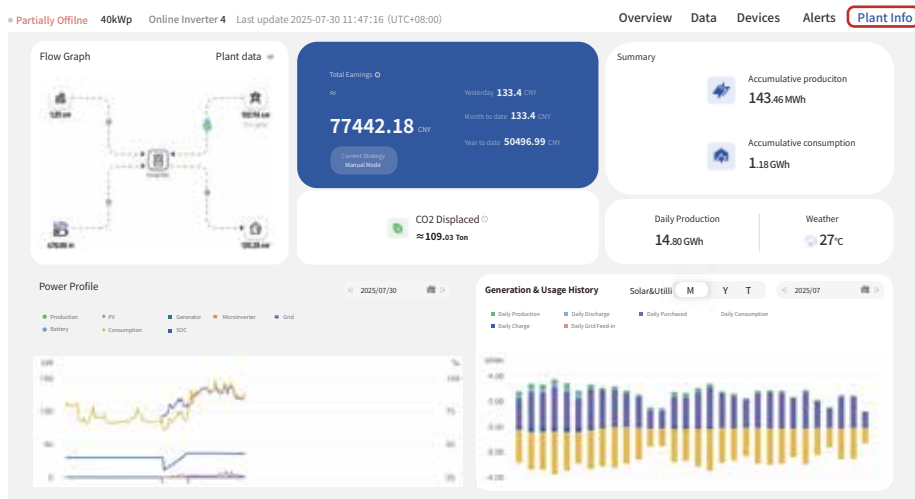 Partially Offilne 40kWp Online Inverter 4 Last update 2025-07-30 11:47:16 (UTC+08:00) Overview Data Devices Alerts Plant Info
Flow Graph Plant data
Total Earnings
≈
77442.18 CNY
Current Strategy
Manual Mode
Yesterday 133.4 CNY
Month to date 133.4 CNY
Year to date 50496.99 CNY
CO2 Displaced
≈109.03 Ton
Summary
Accumulative produciton
143.46 MWh
Accumulative consumption
1.18 GWh
Daily Production Weather
14.80 GWh 27°C
Power Profile < 2025/07/30 >
Production PV Generator Microinverter Grid
Battery Consumption SOC
Generation & Usage History Solar&Utilli M Y T < 2025/07 >
Daily Production Daily Discharge Daily Purchased Daily Consumption
Daily Charge Daily Grid Feed-in